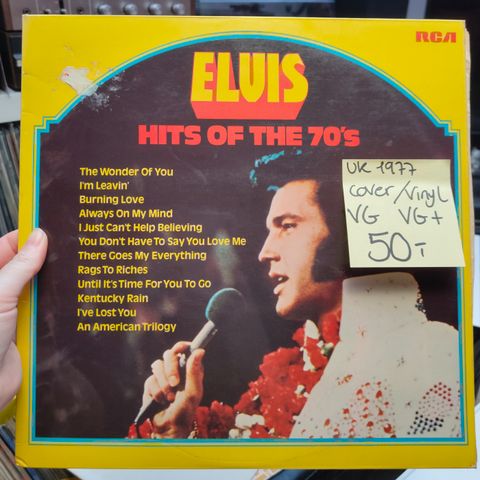 RCA
ELVIS
HITS OF THE 70's
The Wonder Of You
I'm Leavin'
Burning Love
Always On My Mind
I Just Can't Help Believing
You Don't Have To Say You Love Me
There Goes My Everything
Rags To Riches
Until It's Time For You To Go
Kentucky Rain
I've Lost You
An American Trilogy
UK 1977
cover/vinyl
VG VG+
50,-